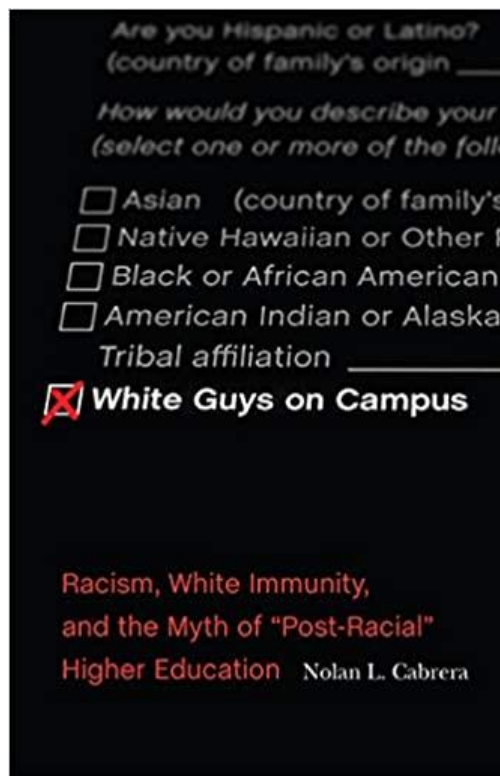 Are you Hispanic or Latino?
(country of family's origin
How would you describe your
(select one or more of the foll
Asian (country of family's
Native Hawaiian or Other
Black or African American
American Indian or Alaska
Tribal affiliation
White Guys on Campus
Racism, White Immunity,
and the Myth of "Post-Racial"
Higher Education Nolan L. Cabrera